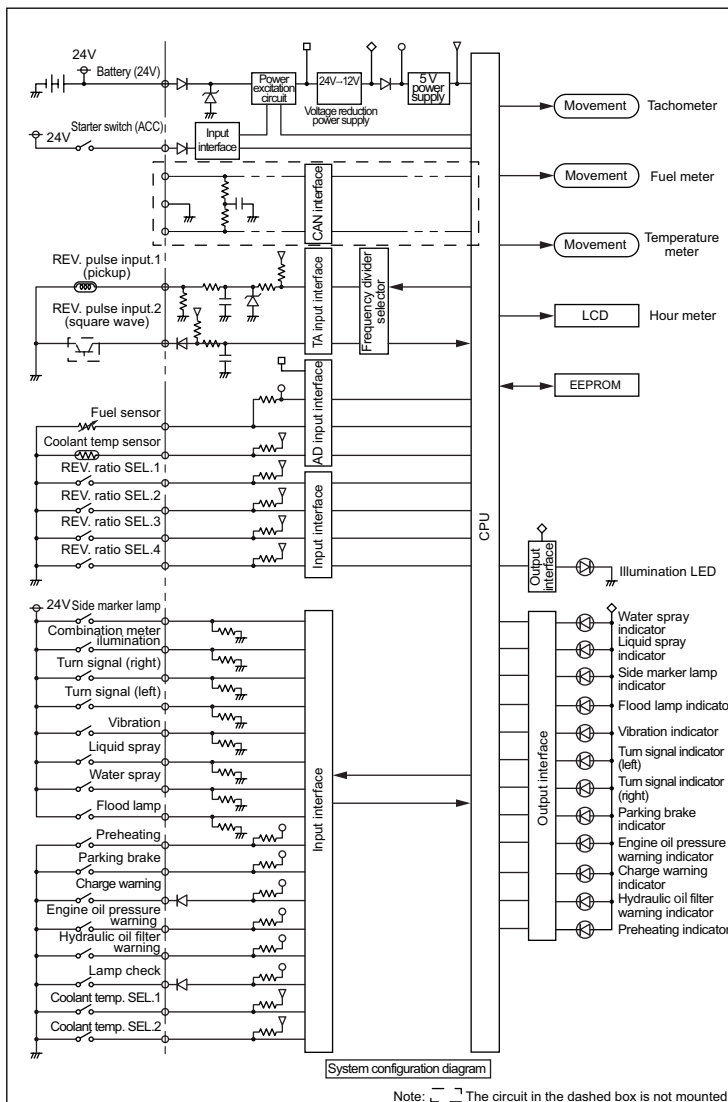 24V
Battery (24V)
Power
excitation
circuit
24V→12V
Voltage reduction
power supply
5V
power
supply
Starter switch (ACC)
24V
Input
interface
CAN interface
REV. pulse input.1
(pickup)
REV. pulse input.2
(square wave)
TA input interface
Frequency divider
selector
Fuel sensor
Coolant temp sensor
AD input interface
REV. ratio SEL.1
REV. ratio SEL.2
REV. ratio SEL.3
REV. ratio SEL.4
Input interface
CPU
Movement
Tachometer
Movement
Fuel meter
Movement
Temperature
meter
LCD
Hour meter
EEPROM
Output
interface
Illumination LED
24V
Side marker lamp
Combination meter
ilumination
Turn signal (right)
Turn signal (left)
Vibration
Liquid spray
Water spray
Flood lamp
Preheating
Parking brake
Charge warning
Engine oil pressure
warning
Hydraulic oil filter
warning
Lamp check
Coolant temp. SEL.1
Coolant temp. SEL.2
Input interface
Output interface
Water spray
indicator
Liquid spray
indicator
Side marker lamp
indicator
Flood lamp indicator
Vibration indicator
Turn signal indicator
(left)
Turn signal indicator
(right)
Parking brake
indicator
Engine oil pressure
warning indicator
Charge warning
indicator
Hydraulic oil filter
warning indicator
Preheating indicator
System configuration diagram
Note: The circuit in the dashed box is not mounted